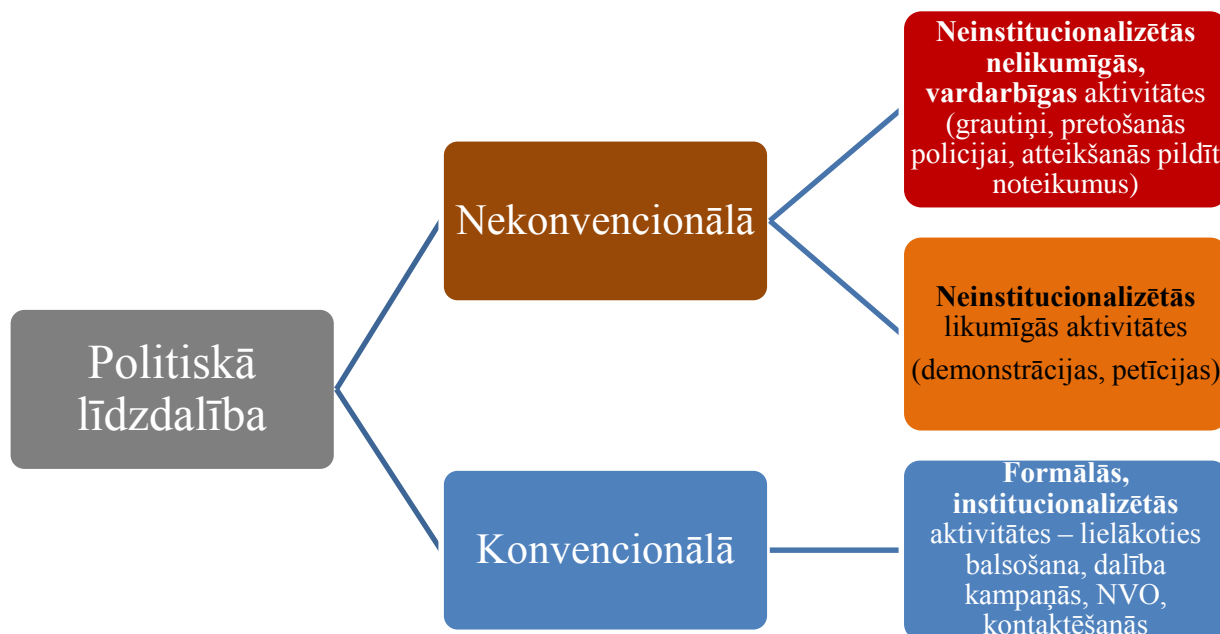 Politiskā
līdzdalība
Nekonvencionālā
Neinstitucionalizētās
nelikumīgās,
vardarbīgas aktivitātes
(grautiņi, pretošanās
policijai, atteikšanās pildīt
noteikumus)
Neinstitucionalizētās
likumīgās aktivitātes
(demonstrācijas, petīcijas)
Konvencionālā
Formālās,
institucionalizētās
aktivitātes – lielākoties
balsošana, dalība
kampaņās, NVO,
kontaktēšanās